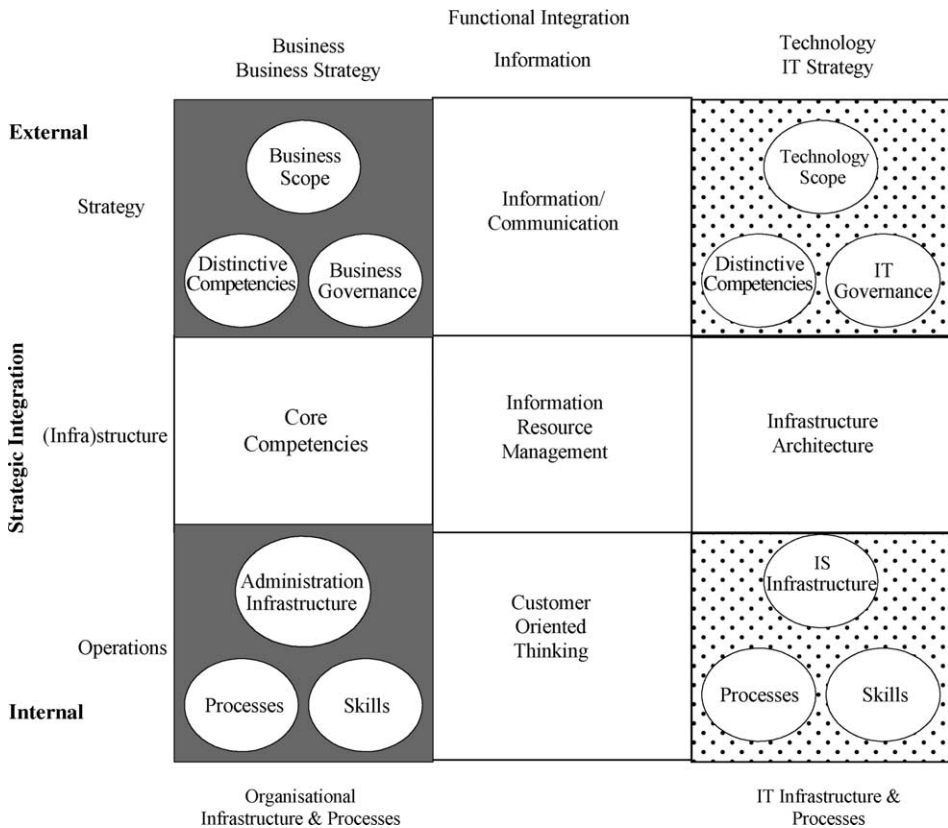 Functional Integration
Business
Business Strategy
Information
Technology
IT Strategy
External
Strategy
Business
Scope
Distinctive
Competencies
Business
Governance
Information/
Communication
Technology
Scope
Distinctive
Competencies
IT
Governance
Strategic Integration
(Infra)structure
Core
Competencies
Information
Resource
Management
Infrastructure
Architecture
Operations
Internal
Administration
Infrastructure
Processes
Skills
Customer
Oriented
Thinking
IS
Infrastructure
Processes
Skills
Organisational
Infrastructure & Processes
IT Infrastructure &
Processes